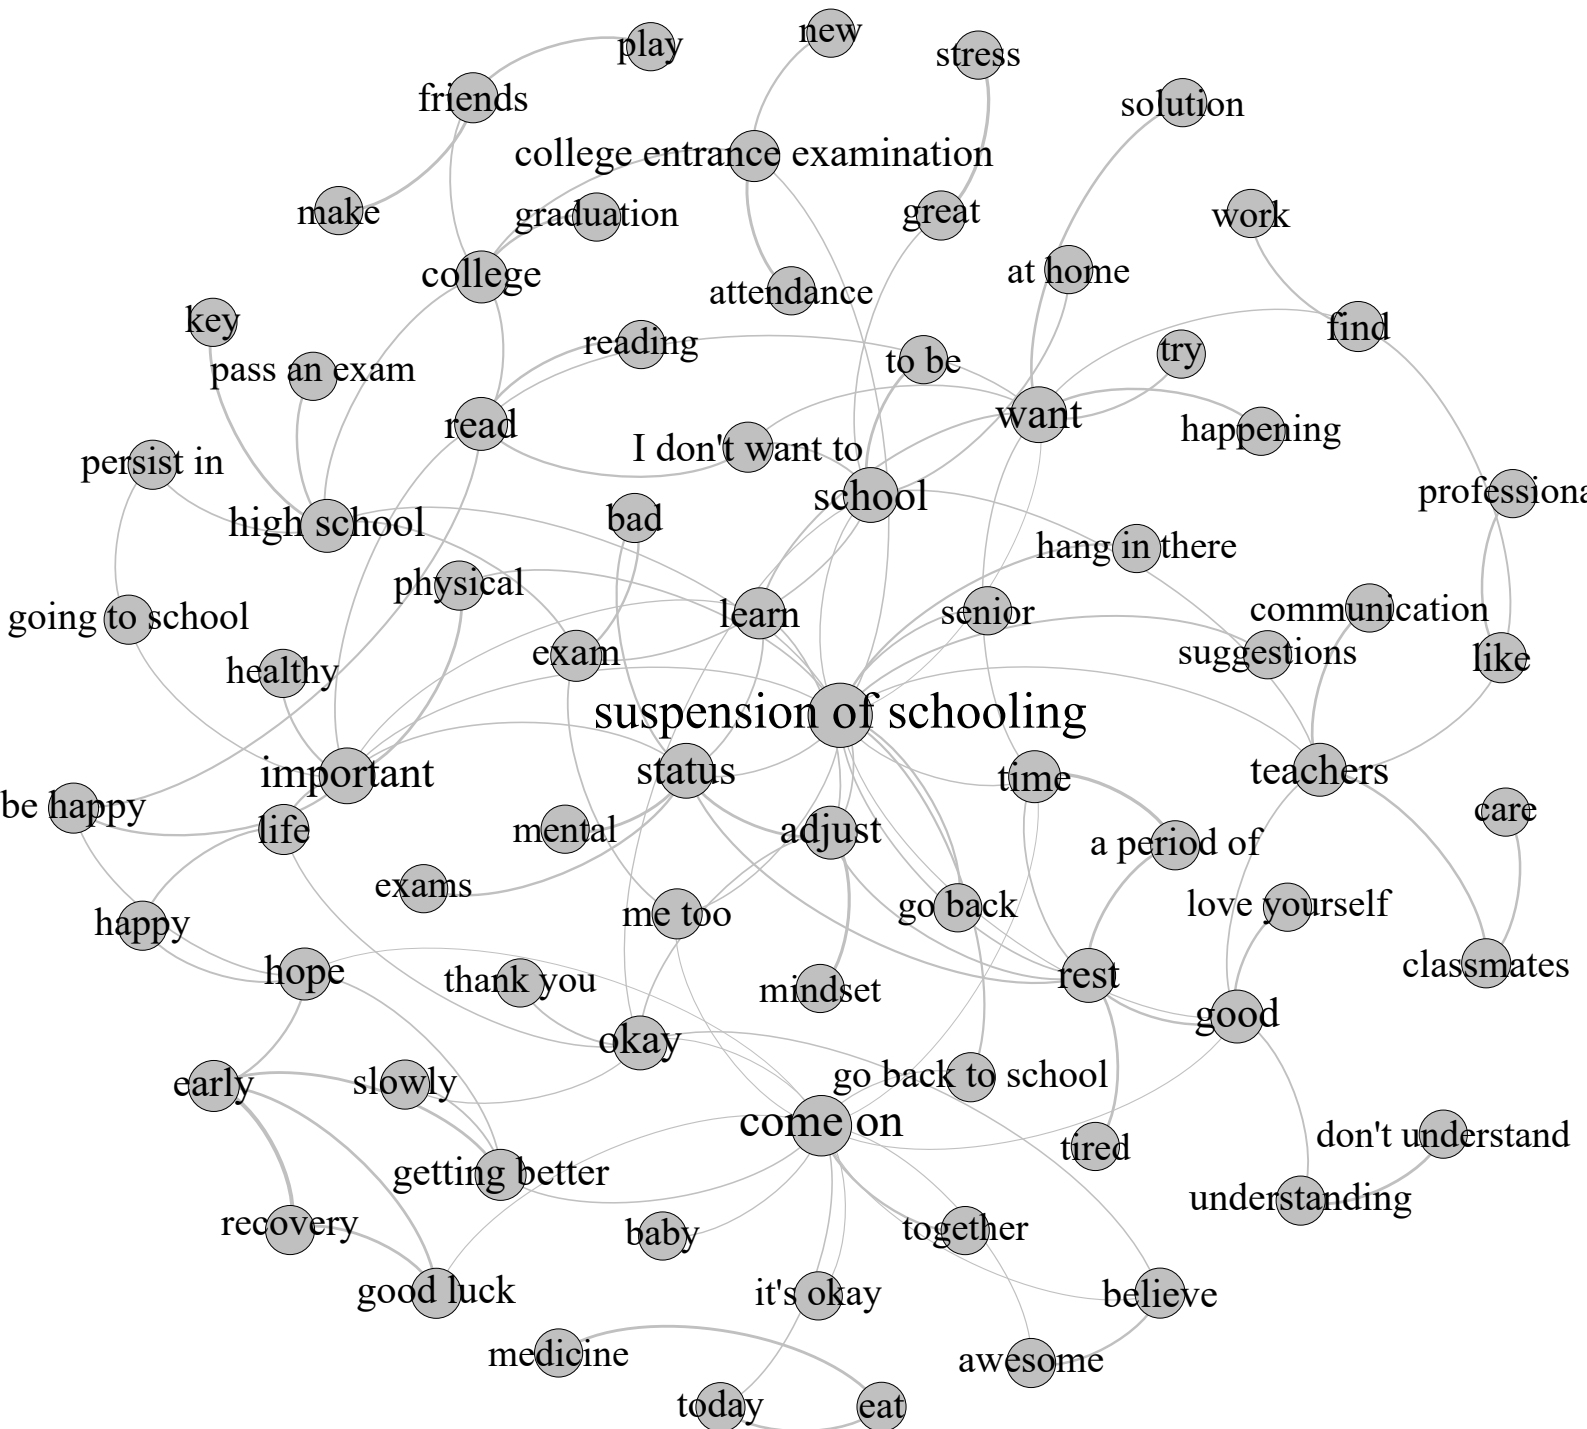 play
new
stress
friends
solution
college entrance examination
make
graduation
great
work
college
at home
attendance
key
reading
to be
find
try
pass an exam
want
read
I don't want to
happening
persist in
school
professiona
high school
bad
hang in there
physical
going to school
learn
senior
communication
exam
suggestions
like
healthy
suspension of schooling
important
status
time
teachers
be happy
life
mental
adjust
a period of
care
exams
happy
me too
go back
love yourself
hope
thank you
mindset
rest
classmates
okay
good
early
slowly
go back to school
come on
tired
don't understand
getting better
understanding
recovery
baby
together
good luck
it's okay
believe
medicine
awesome
today
eat